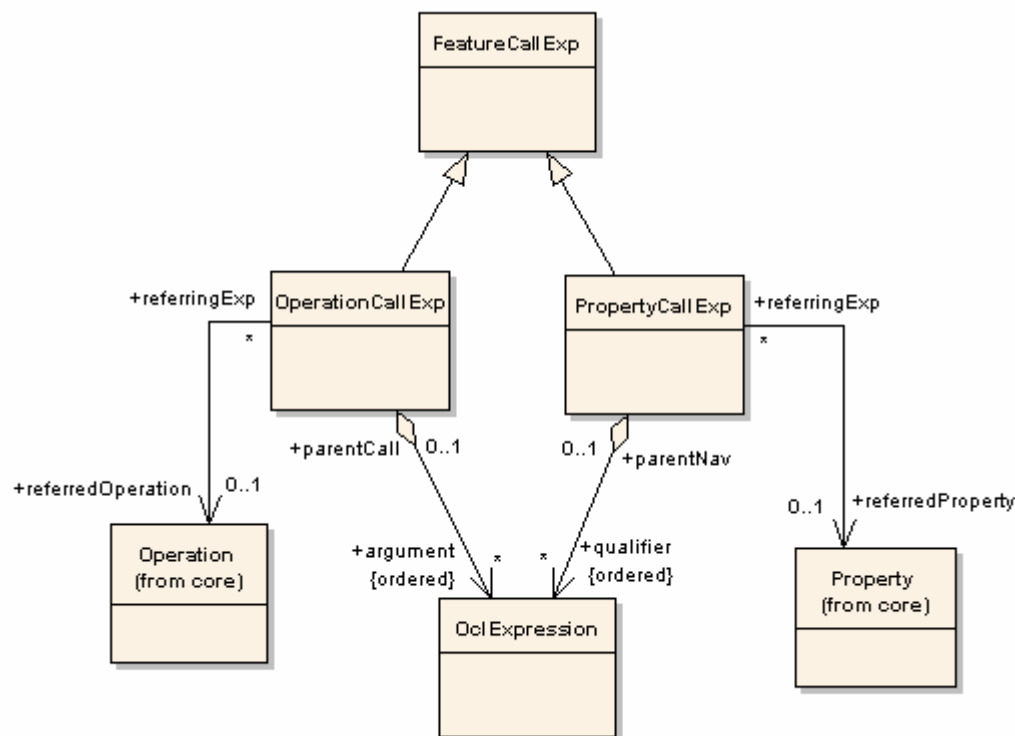 FeatureCallExp
OperationCallExp
PropertyCallExp
+referringExp
*
+referringExp
*
+parentCall
0..1
0..1
+parentNav
+referredOperation
0..1
0..1
+referredProperty
Operation
(from core)
+argument
{ordered}
*
*
+qualifier
{ordered}
Property
(from core)
OclExpression